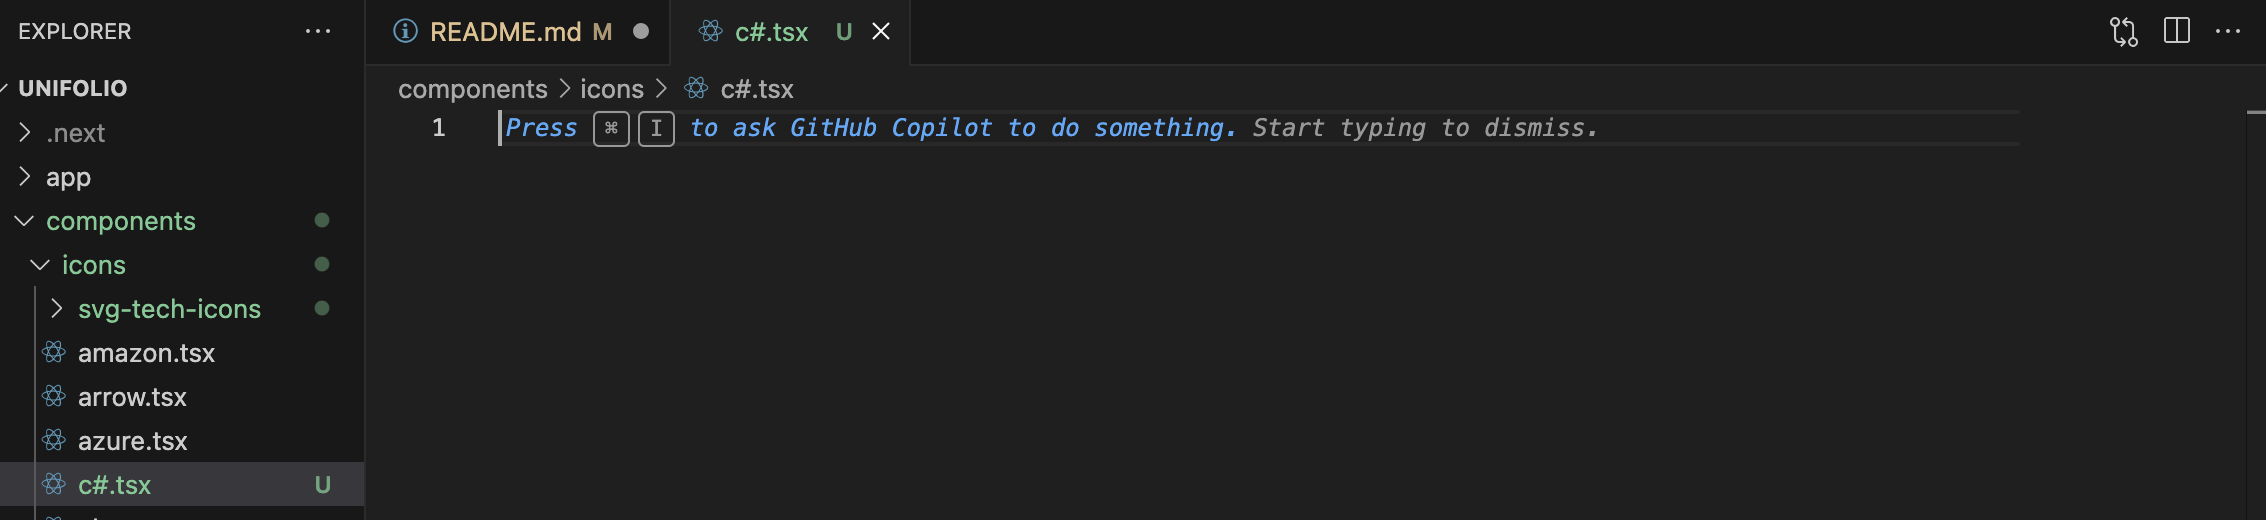 EXPLORER
UNIFOLIO
.next
app
components
icons
svg-tech-icons
amazon.tsx
arrow.tsx
azure.tsx
c#.tsx U
README.md M
c#.tsx U
components > icons > c#.tsx
1 Press ⌘ I to ask GitHub Copilot to do something. Start typing to dismiss.